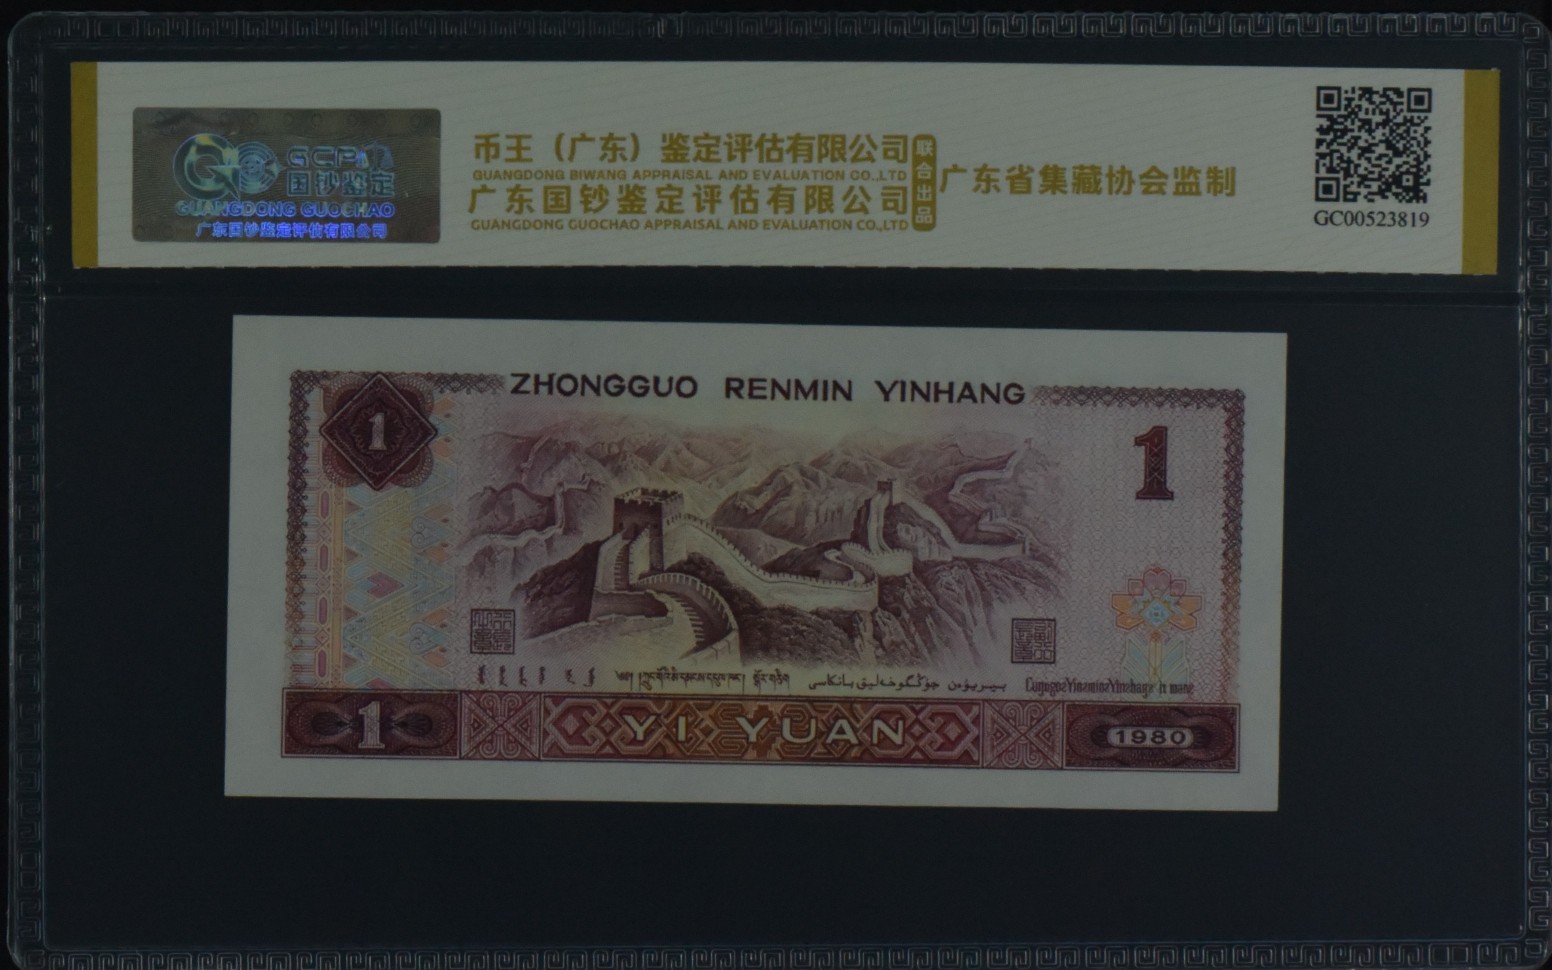 GCPJA
国钞鉴定
GUANGDONG GUOCHAO
广东国钞鉴定评估有限公司
币王（广东）鉴定评估有限公司
GUANGDONG BIWANG APPRAISAL AND EVALUATION CO.,LTD
广东国钞鉴定评估有限公司
GUANGDONG GUOCHAO APPRAISAL AND EVALUATION CO.,LTD
联合出品
广东省集藏协会监制
GC00523819
ZHONGGUO RENMIN YINHANG
1
1
1
YI YUAN
1980